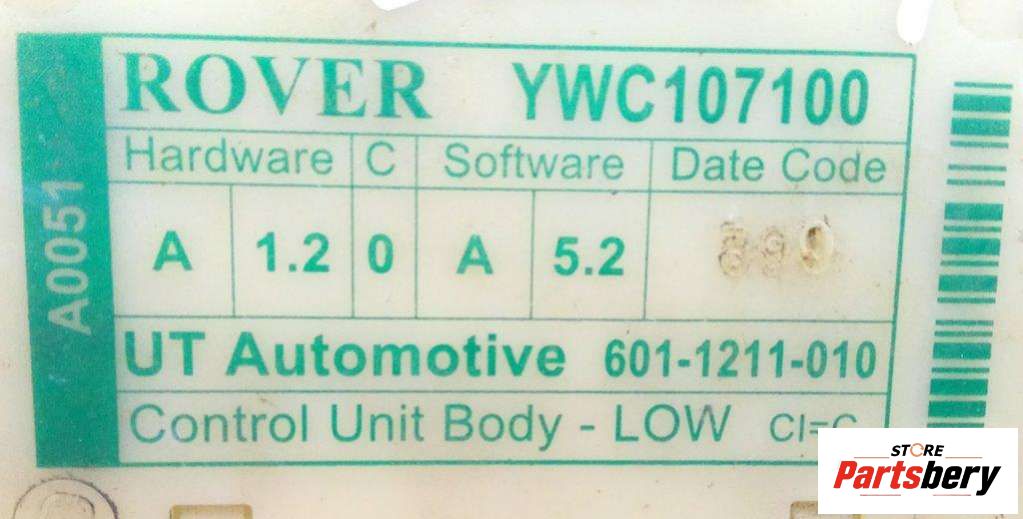 A0051
ROVER YWC107100
Hardware C Software Date Code
A 1.2 0 A 5.2
UT Automotive 601-1211-010
Control Unit Body - LOW
STORE
Partsbery